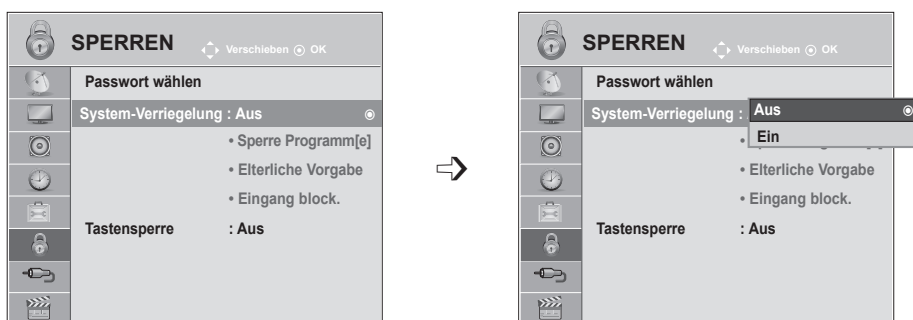 SPERREN
Verschieben OK
Passwort wählen
System-Verriegelung : Aus
• Sperre Programm[e]
• Elterliche Vorgabe
• Eingang block.
Tastensperre : Aus
SPERREN
Verschieben OK
Passwort wählen
System-Verriegelung :
Aus
Ein
• Elterliche Vorgabe
• Eingang block.
Tastensperre : Aus